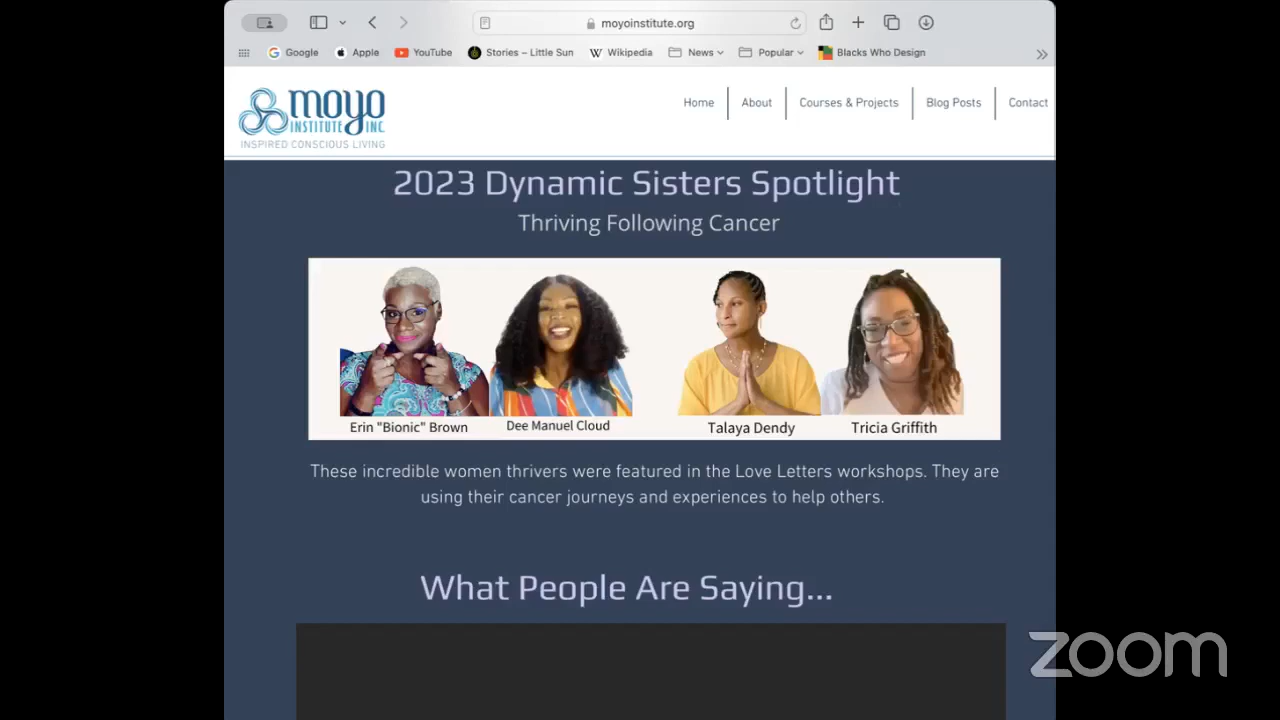 moyoinstitute.org
Google Apple YouTube Stories – Little Sun Wikipedia News Popular Blacks Who Design
moyo
INSTITUTE INC.
INSPIRED CONSCIOUS LIVING
Home About Courses & Projects Blog Posts Contact
2023 Dynamic Sisters Spotlight
Thriving Following Cancer
Erin "Bionic" Brown Dee Manuel Cloud Talaya Dendy Tricia Griffith
These incredible women thrivers were featured in the Love Letters workshops. They are
using their cancer journeys and experiences to help others.
What People Are Saying...
zoom